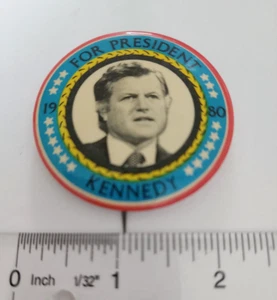 FOR PRESIDENT
19 80
KENNEDY
0 Inch 1/32" 1 2